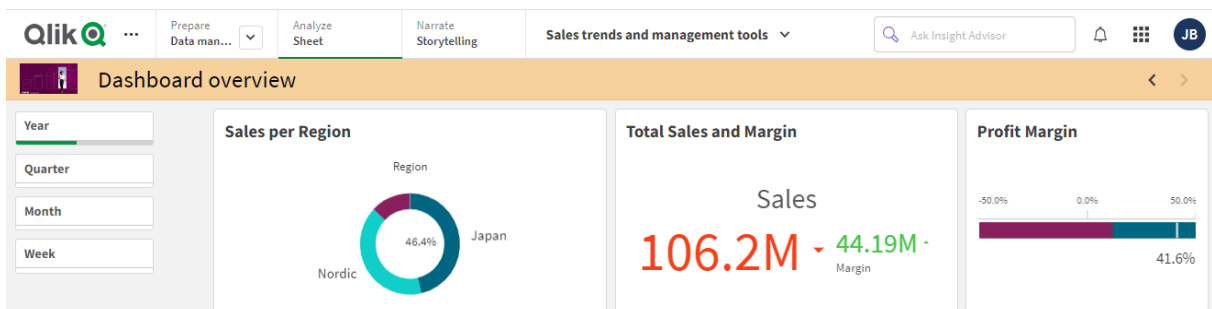 Qlik
Prepare
Data man...
Analyze
Sheet
Narrate
Storytelling
Sales trends and management tools
Ask Insight Advisor
JB
Dashboard overview
Year
Quarter
Month
Week
Sales per Region
Region
46.4%
Japan
Nordic
Total Sales and Margin
Sales
106.2M
44.19M
Margin
Profit Margin
-50.0% 0.0% 50.0%
41.6%